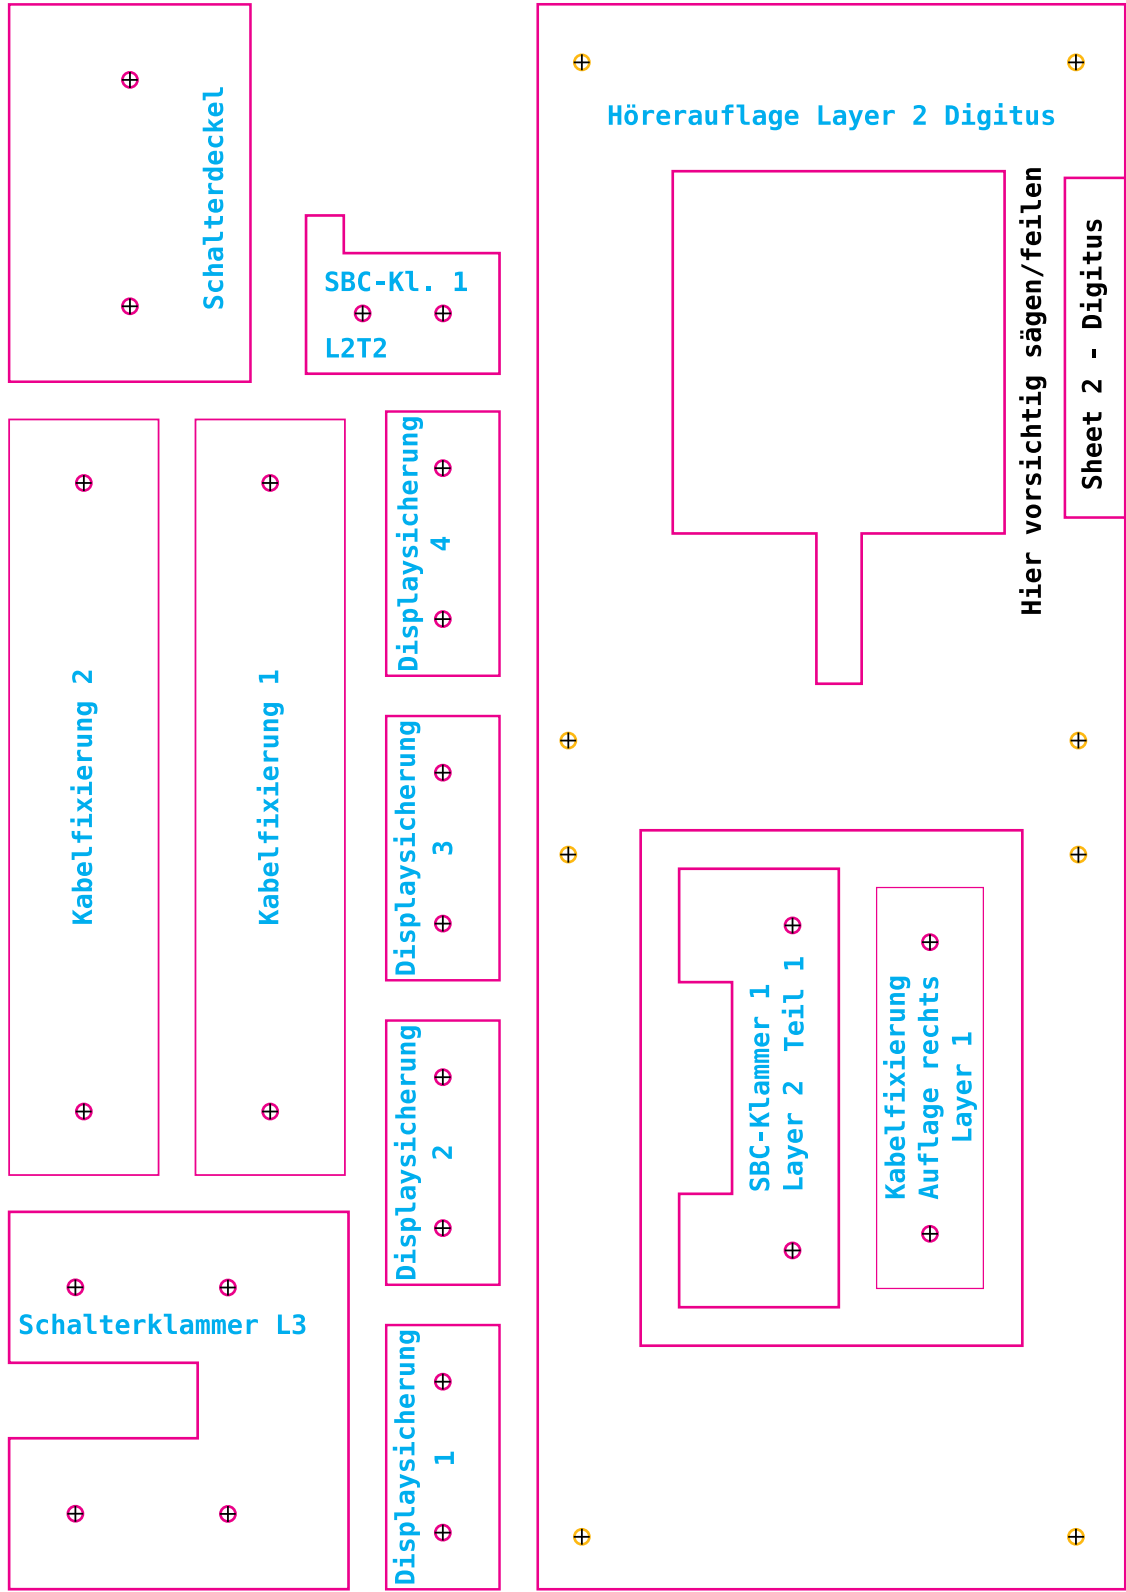 Schalterdeckel
SBC-Kl. 1
L2T2
Kabelfixierung 2
Kabelfixierung 1
Displaysicherung
4
Displaysicherung
3
Displaysicherung
2
Displaysicherung
1
Schalterklammer L3
Hörerauflage Layer 2 Digitus
Hier vorsichtig sägen/feilen
Sheet 2 - Digitus
SBC-Klammer 1
Layer 2 Teil 1
Kabelfixierung
Auflage rechts
Layer 1